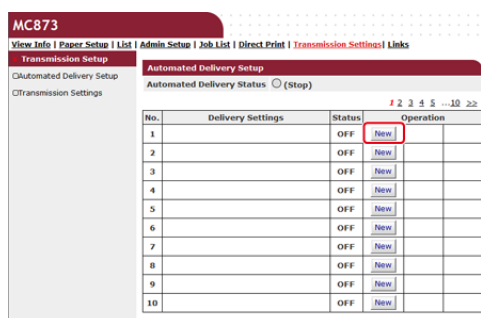 MC873
View Info | Paper Setup | List | Admin Setup | Job List | Direct Print | Transmission Settings| Links
Transmission Setup
Automated Delivery Setup
Transmission Settings
Automated Delivery Setup
Automated Delivery Status (Stop)
1 2 3 4 5 ...10 >>
No. Delivery Settings Status Operation
1 OFF New
2 OFF New
3 OFF New
4 OFF New
5 OFF New
6 OFF New
7 OFF New
8 OFF New
9 OFF New
10 OFF New